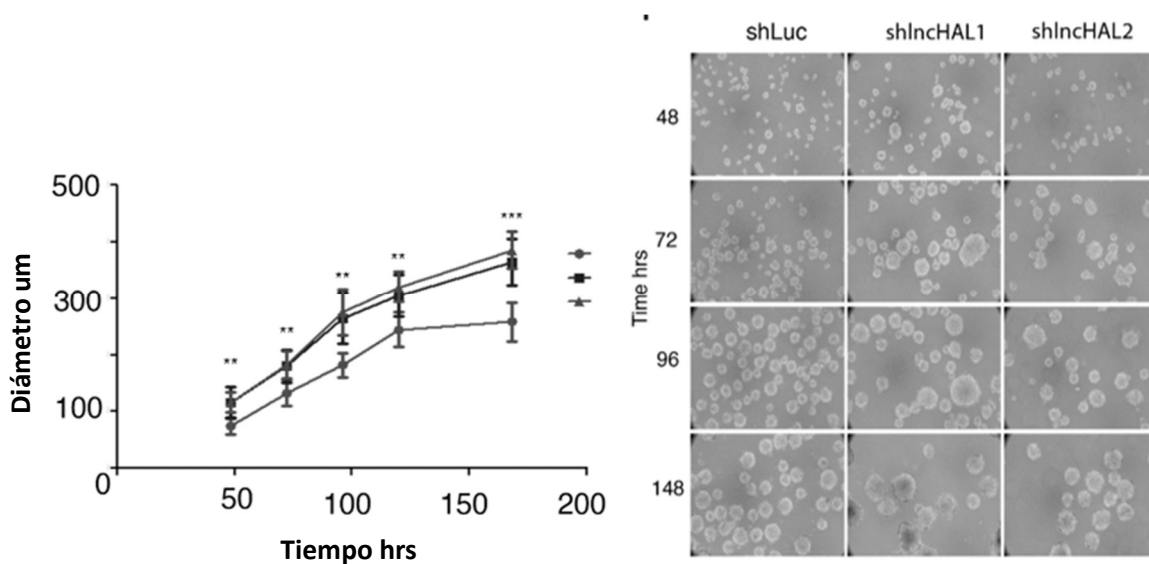 500
300
100
0
50
100
150
200
Diámetro um
Tiempo hrs
**
**
**
**
***
shLuc
shlncHAL1
shlncHAL2
48
72
96
148
Time hrs